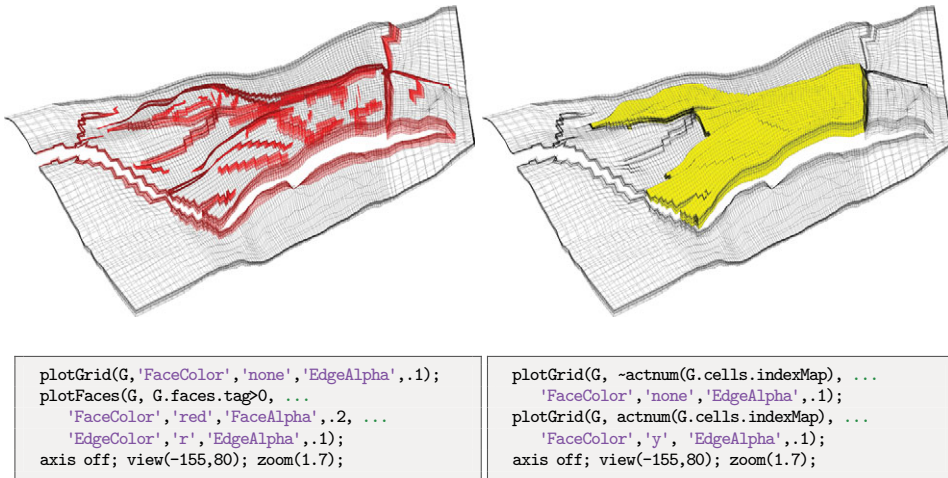 plotGrid(G,'FaceColor','none','EdgeAlpha',.1);
plotFaces(G, G.faces.tag>0, ...
'FaceColor','red','FaceAlpha',.2, ...
'EdgeColor','r','EdgeAlpha',.1);
axis off; view(-155,80); zoom(1.7);
plotGrid(G, ~actnum(G.cells.indexMap), ...
'FaceColor','none','EdgeAlpha',.1);
plotGrid(G, actnum(G.cells.indexMap), ...
'FaceColor','y', 'EdgeAlpha',.1);
axis off; view(-155,80); zoom(1.7);